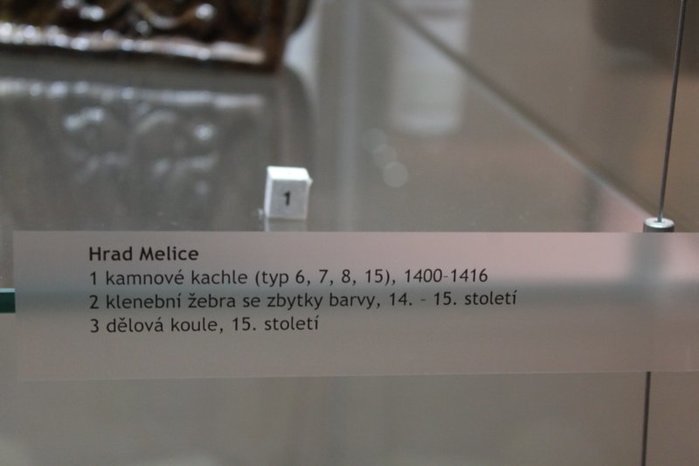 1
Hrad Melice
1 kamnové kachle (typ 6, 7, 8, 15), 1400-1416
2 klenební žebra se zbytky barvy, 14. - 15. století
3 dělová koule, 15. století